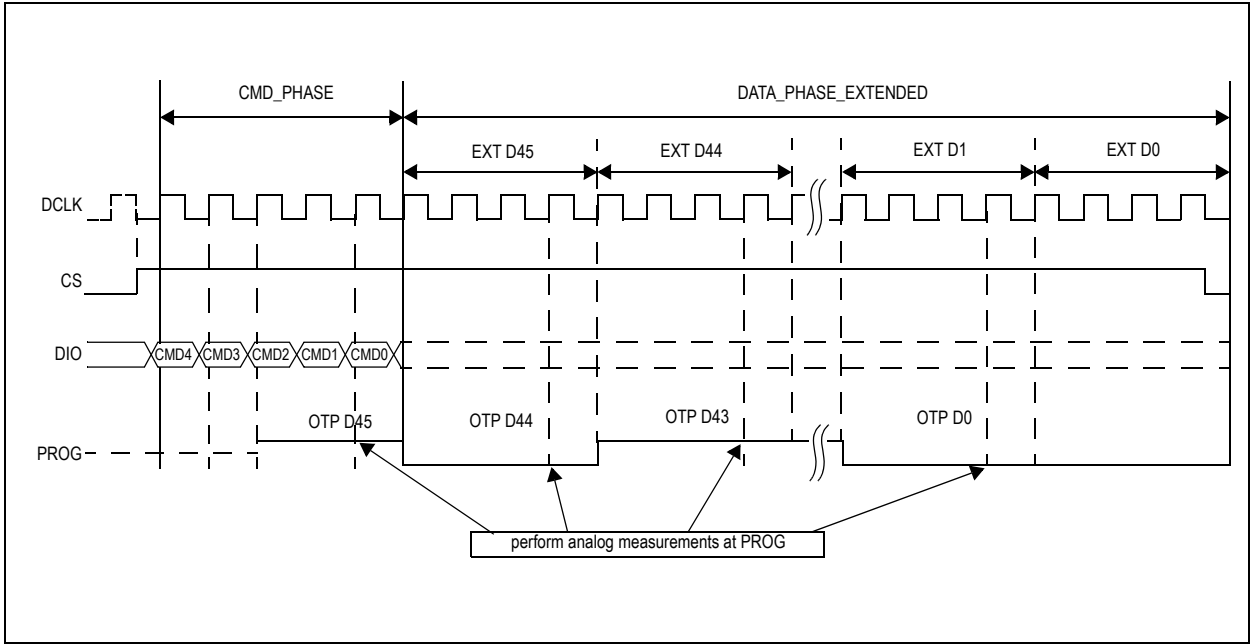 CMD_PHASE DATA_PHASE_EXTENDED
EXT D45 EXT D44 EXT D1 EXT D0
DCLK
CS
DIO CMD4 CMD3 CMD2 CMD1 CMD0
OTP D45 OTP D44 OTP D43 OTP D0
PROG
perform analog measurements at PROG